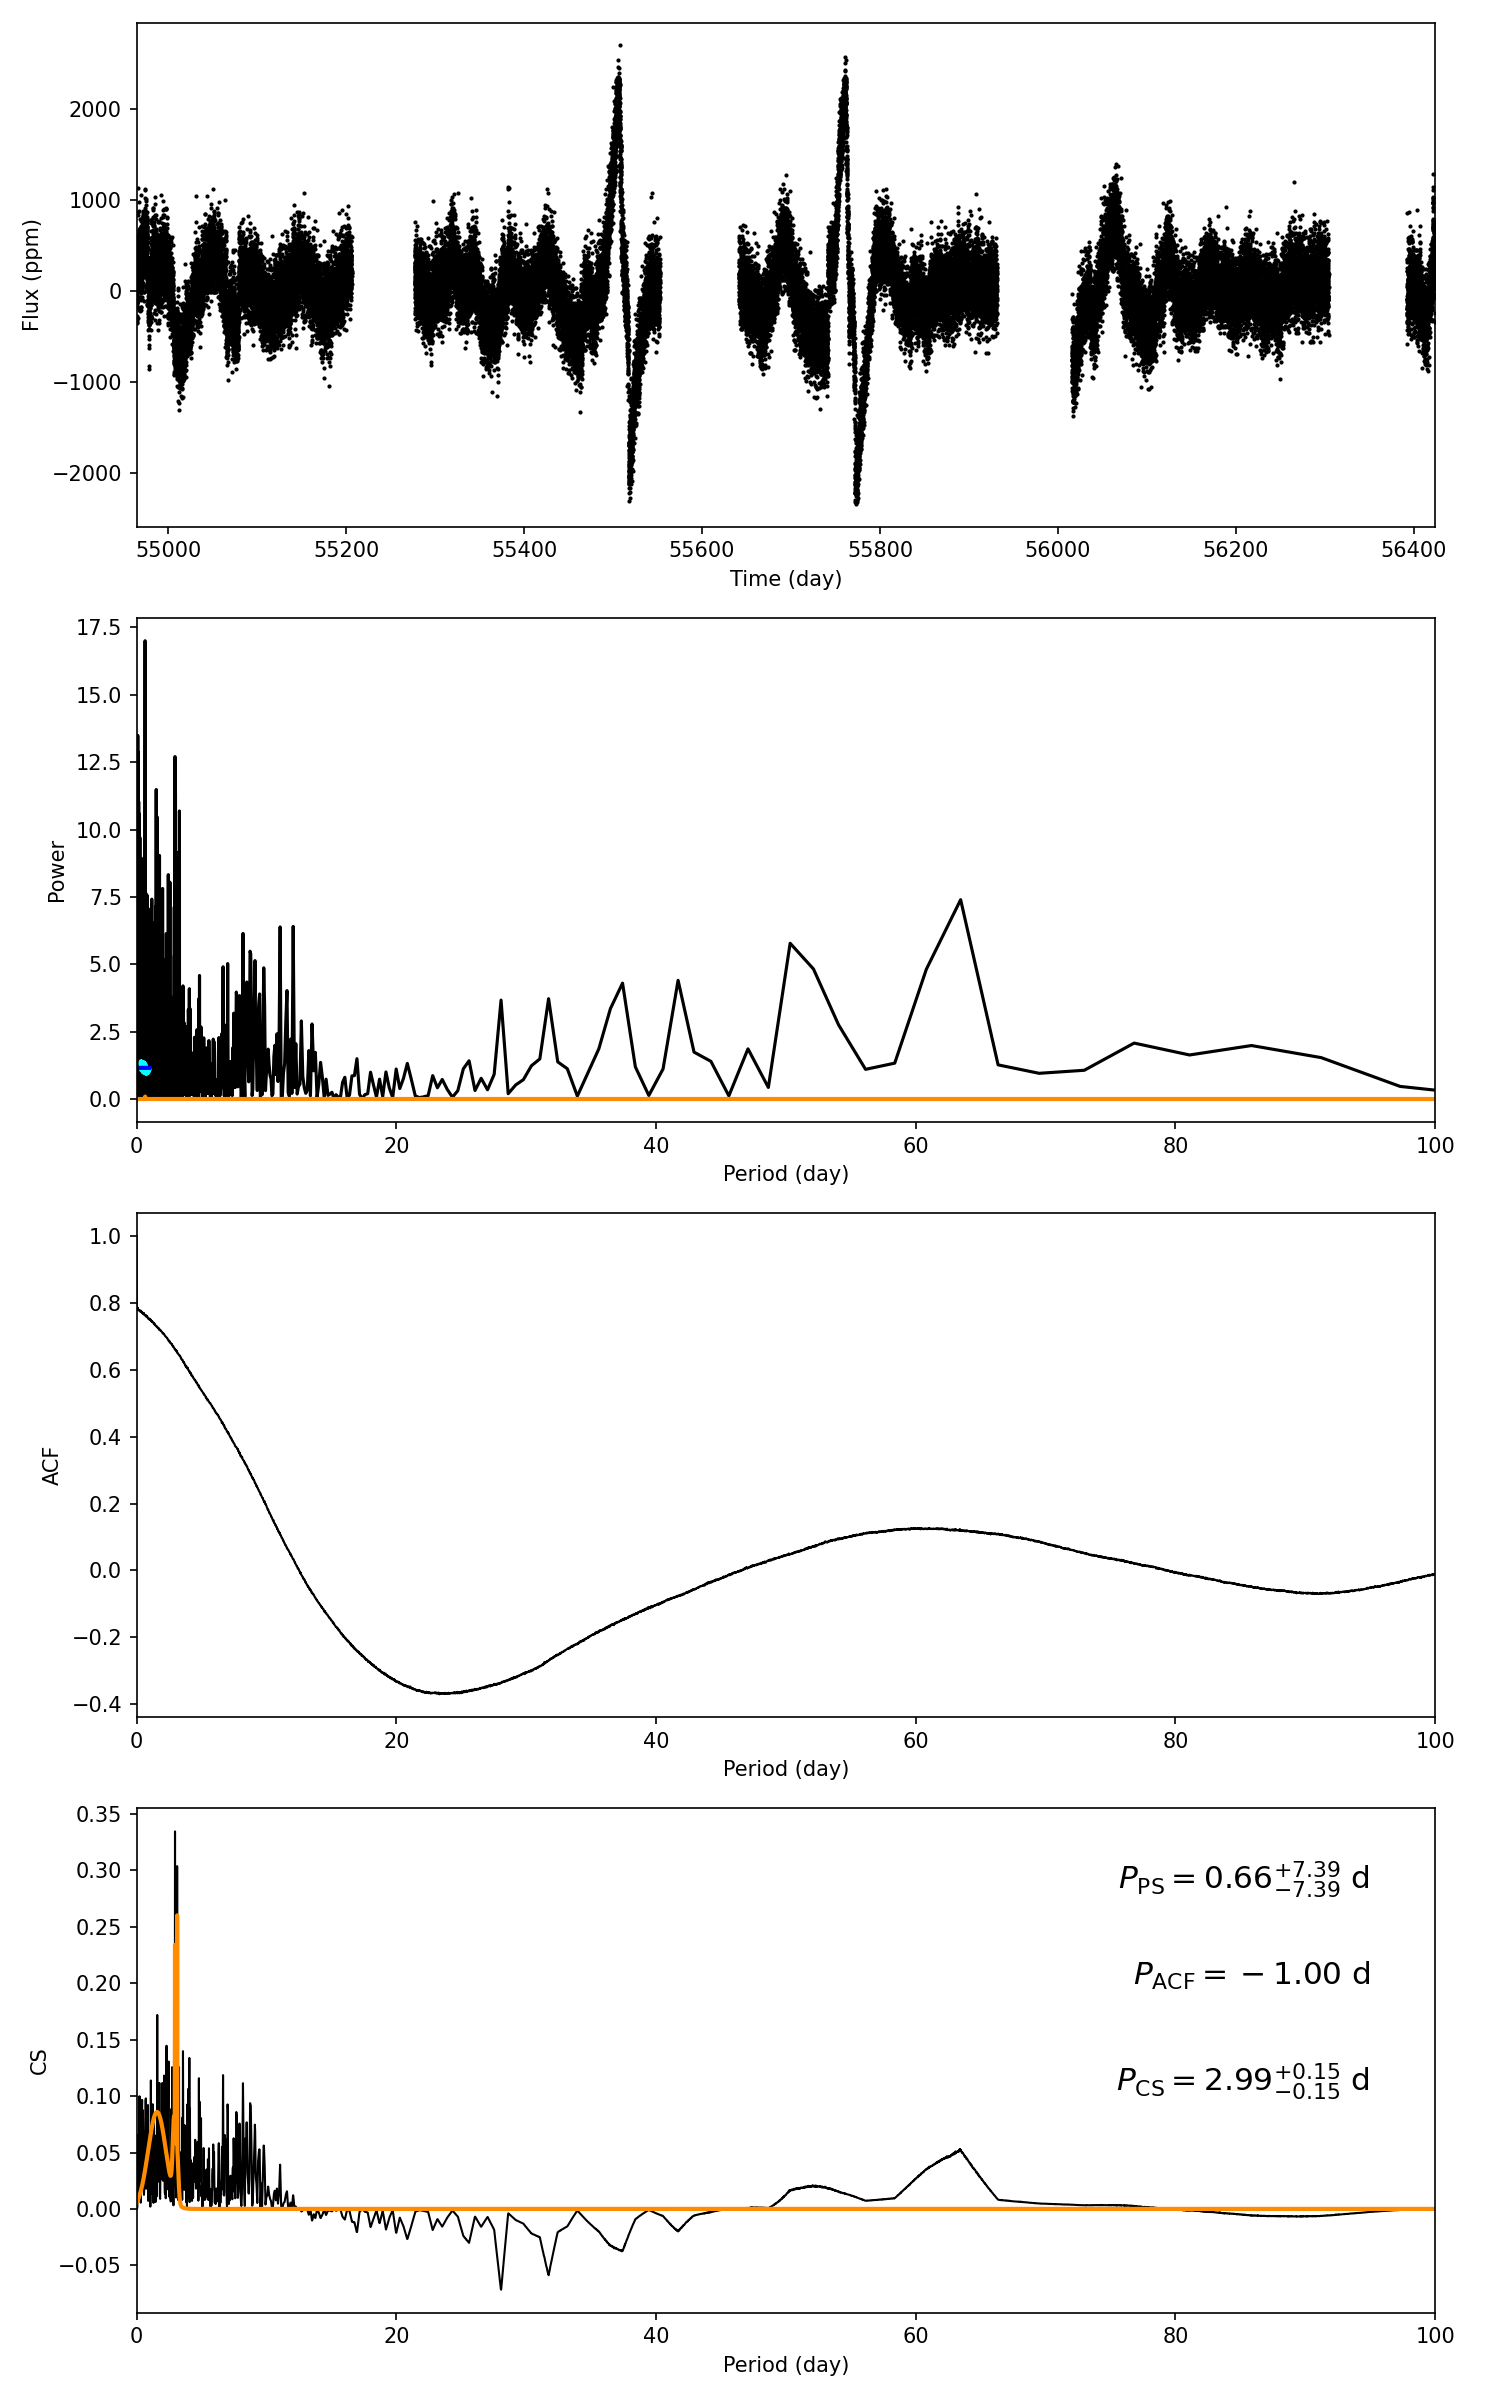 2000
1000
0
−1000
−2000
Flux (ppm)
55000 55200 55400 55600 55800 56000 56200 56400
Time (day)
17.5
15.0
12.5
10.0
7.5
5.0
2.5
0.0
Power
0 20 40 60 80 100
Period (day)
1.0
0.8
0.6
0.4
0.2
0.0
−0.2
−0.4
ACF
0 20 40 60 80 100
Period (day)
0.35
0.30
0.25
0.20
0.15
0.10
0.05
0.00
−0.05
CS
P_PS = 0.66^{+7.39}_{−7.39} d
P_ACF = −1.00 d
P_CS = 2.99^{+0.15}_{−0.15} d
0 20 40 60 80 100
Period (day)